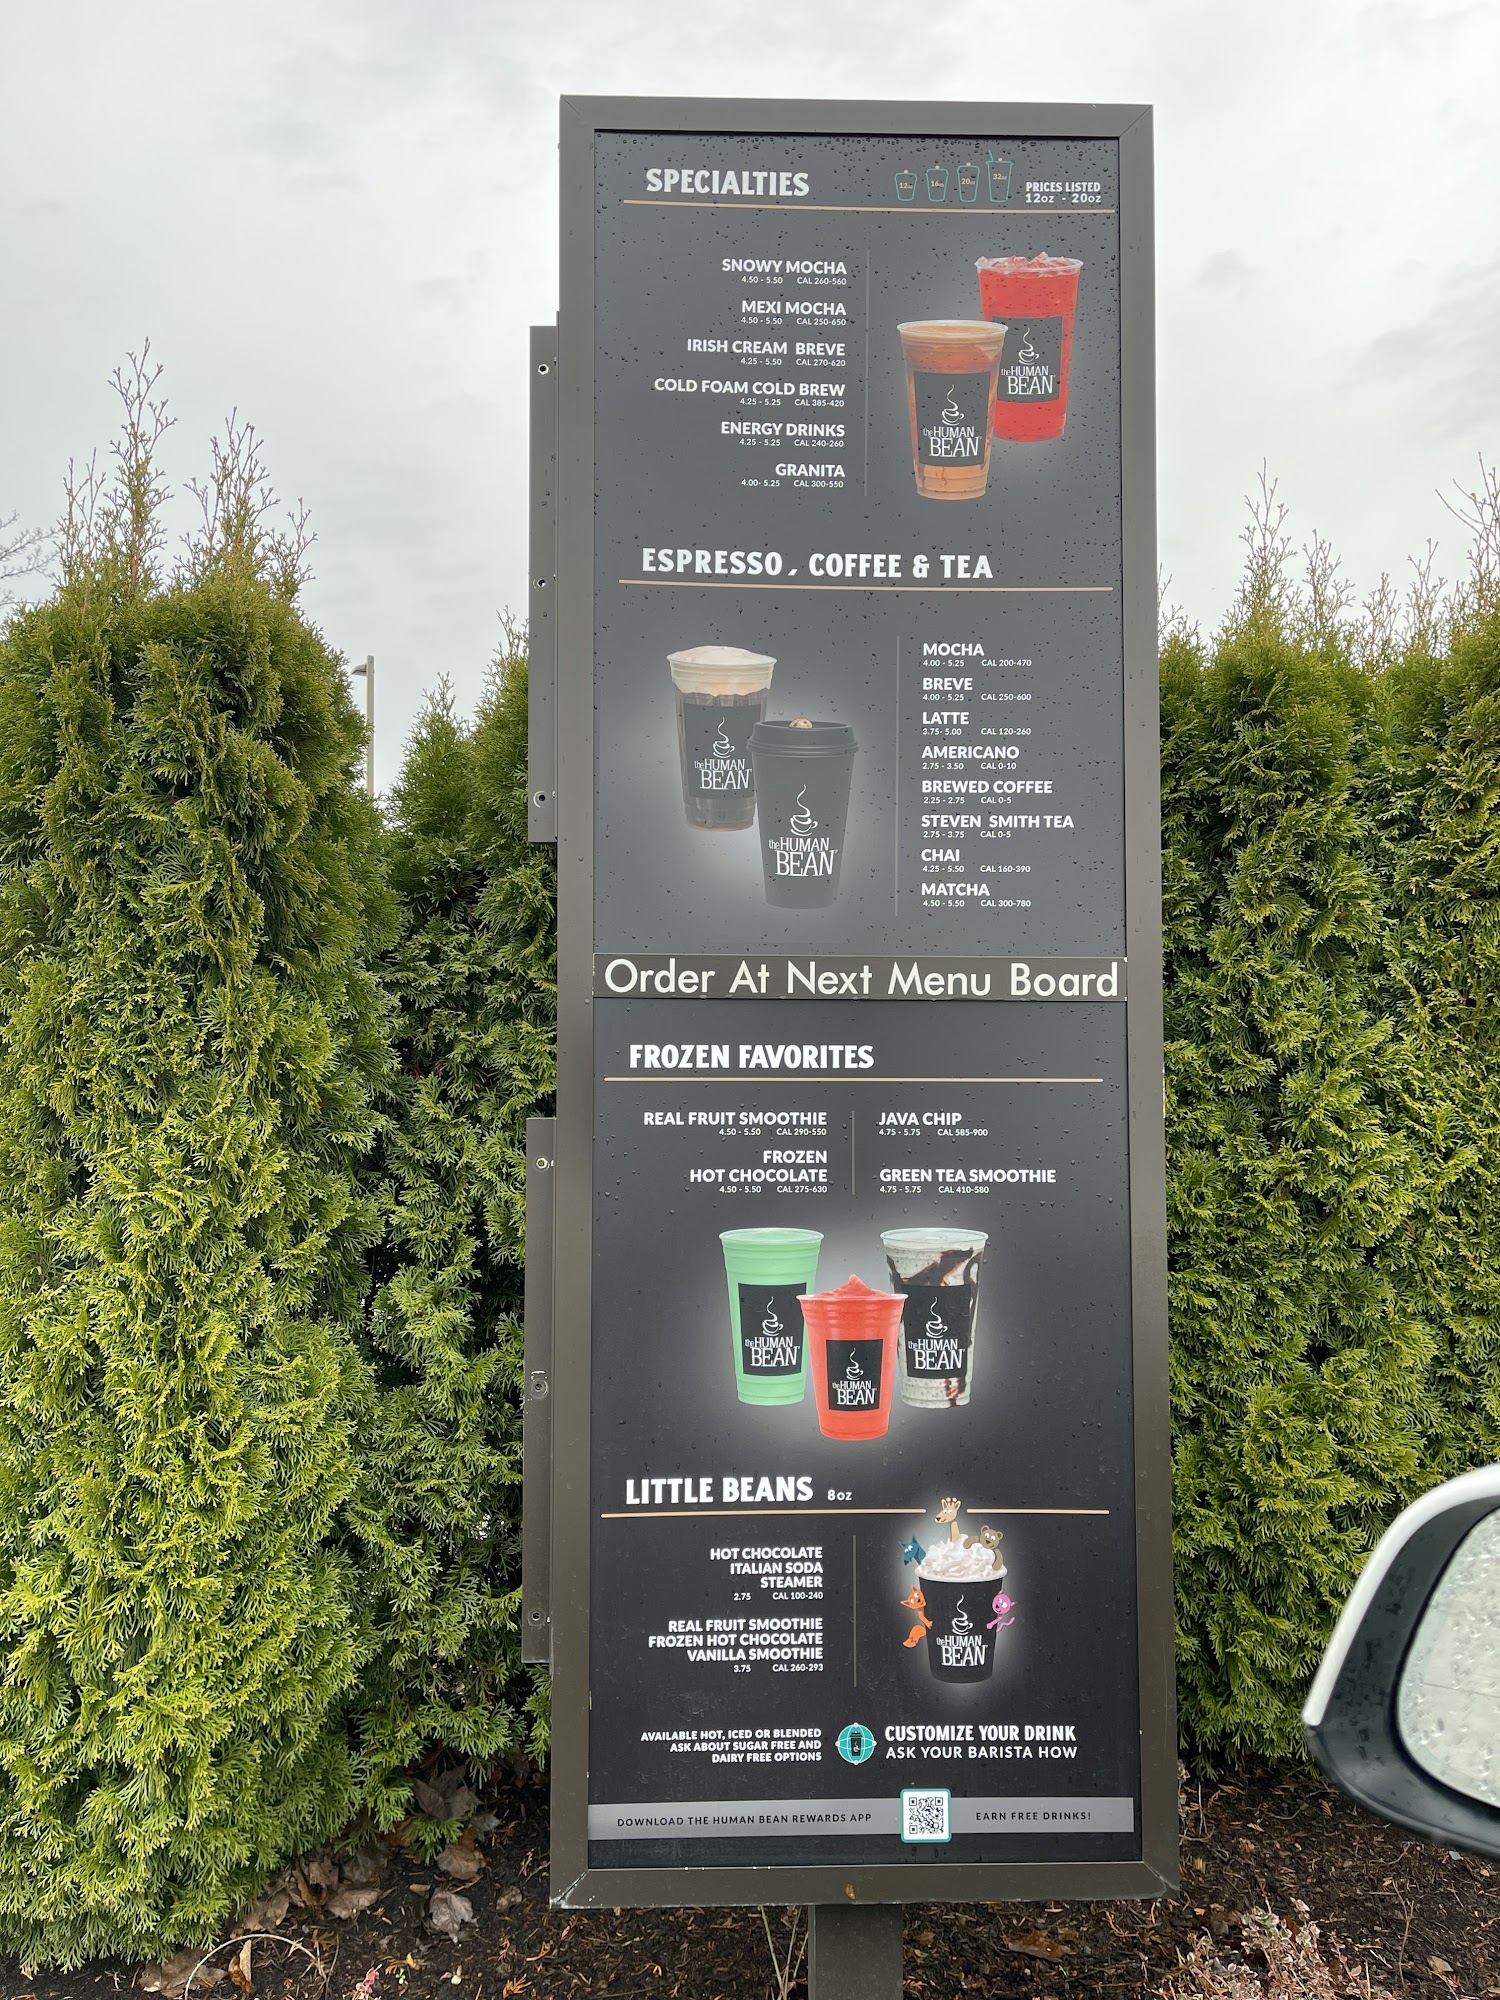 SPECIALTIES
12oz 16oz 20oz 32oz
PRICES LISTED
12oz - 20oz
SNOWY MOCHA
4.50 - 5.50 CAL 260-560
MEXI MOCHA
4.50 - 5.50 CAL 250-650
IRISH CREAM BREVE
4.25 - 5.50 CAL 270-620
COLD FOAM COLD BREW
4.25 - 5.25 CAL 385-420
ENERGY DRINKS
4.25 - 5.25 CAL 240-260
GRANITA
4.00- 5.25 CAL 300-550
the HUMAN
BEAN
the HUMAN
BEAN
ESPRESSO, COFFEE & TEA
the HUMAN
BEAN
the HUMAN
BEAN
MOCHA
4.00 - 5.25 CAL 200-470
BREVE
4.00 - 5.25 CAL 250-600
LATTE
3.75- 5.00 CAL 120-260
AMERICANO
2.75 - 3.50 CAL 0-10
BREWED COFFEE
2.25 - 2.75 CAL 0-5
STEVEN SMITH TEA
2.75 - 3.75 CAL 0-5
CHAI
4.25 - 5.50 CAL 160-390
MATCHA
4.50 - 5.50 CAL 300-780
Order At Next Menu Board
FROZEN FAVORITES
REAL FRUIT SMOOTHIE
4.50 - 5.50 CAL 290-550
FROZEN
HOT CHOCOLATE
4.50 - 5.50 CAL 275-630
JAVA CHIP
4.75 - 5.75 CAL 585-900
GREEN TEA SMOOTHIE
4.75 - 5.75 CAL 410-580
the HUMAN
BEAN
the HUMAN
BEAN
the HUMAN
BEAN
LITTLE BEANS 8oz
HOT CHOCOLATE
ITALIAN SODA
STEAMER
2.75 CAL 100-240
REAL FRUIT SMOOTHIE
FROZEN HOT CHOCOLATE
VANILLA SMOOTHIE
3.75 CAL 260-293
the HUMAN
BEAN
AVAILABLE HOT, ICED OR BLENDED
ASK ABOUT SUGAR FREE AND
DAIRY FREE OPTIONS
CUSTOMIZE YOUR DRINK
ASK YOUR BARISTA HOW
DOWNLOAD THE HUMAN BEAN REWARDS APP
EARN FREE DRINKS!